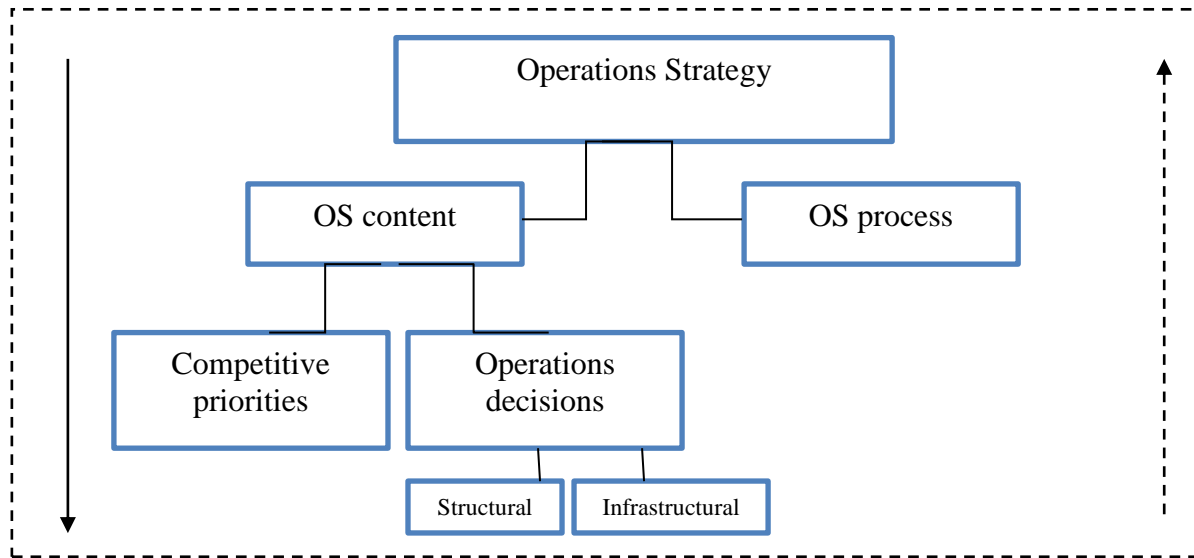 Operations Strategy
OS content
OS process
Competitive
priorities
Operations
decisions
Structural
Infrastructural